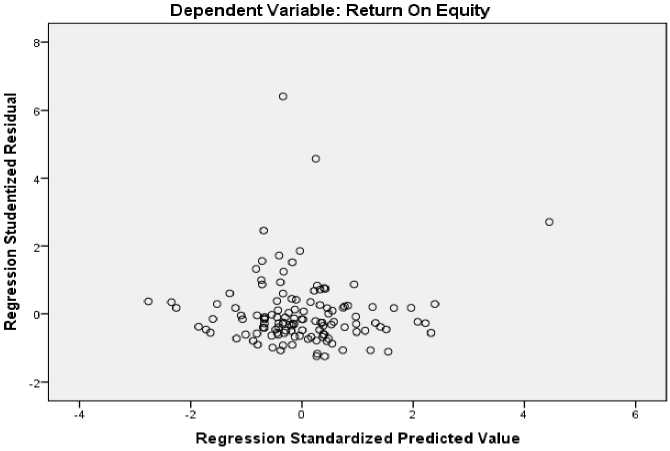 Dependent Variable: Return On Equity
Regression Studentized Residual
8
6
4
2
0
-2
-4 -2 0 2 4 6
Regression Standardized Predicted Value